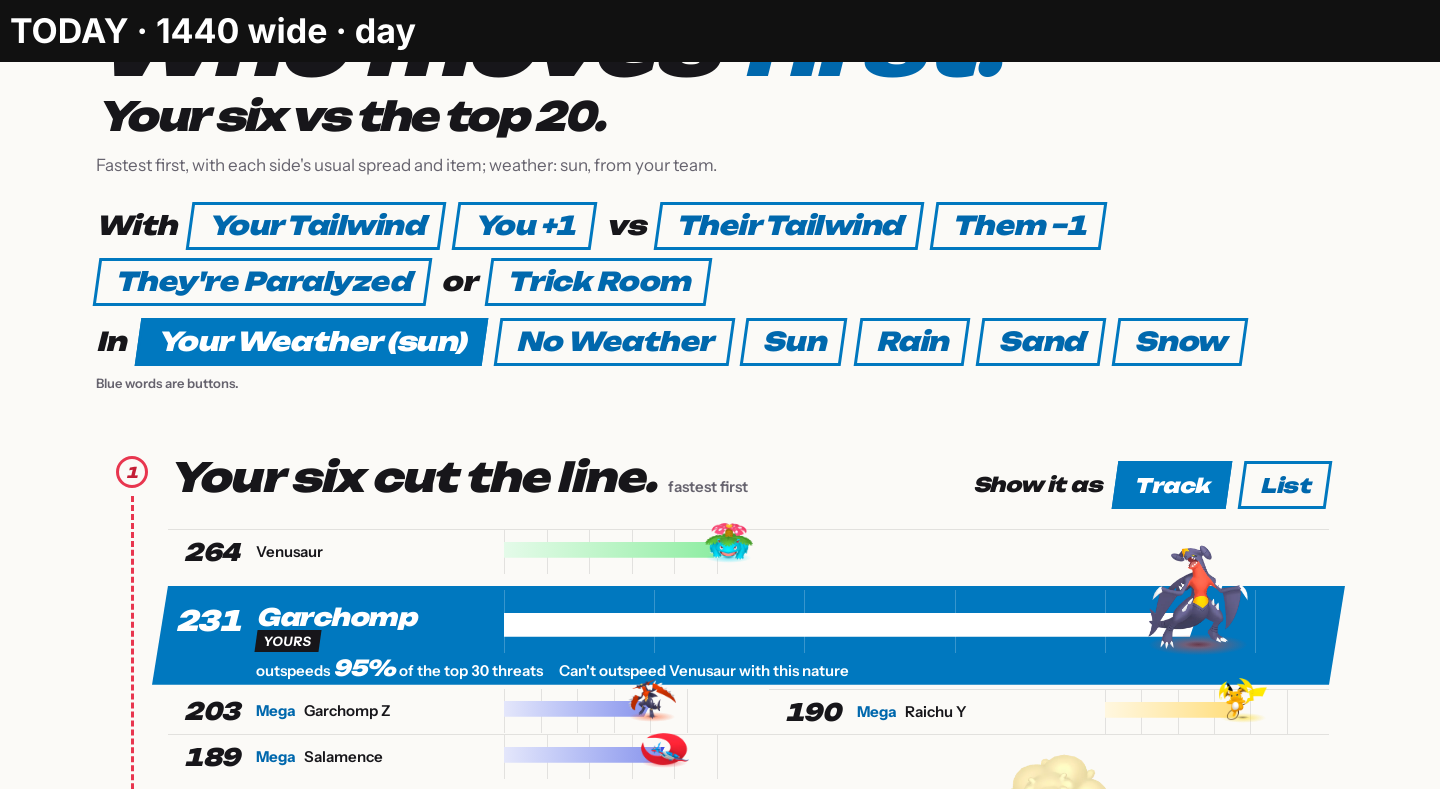 TODAY · 1440 wide · day
Who moves first.
Your six vs the top 20.
Fastest first, with each side's usual spread and item; weather: sun, from your team.
With Your Tailwind You +1 vs Their Tailwind Them −1
They're Paralyzed or Trick Room
In Your Weather (sun) No Weather Sun Rain Sand Snow
Blue words are buttons.
1 Your six cut the line. fastest first Show it as Track List
264 Venusaur
231 Garchomp
YOURS
outspeeds 95% of the top 30 threats Can't outspeed Venusaur with this nature
203 Mega Garchomp Z 190 Mega Raichu Y
189 Mega Salamence